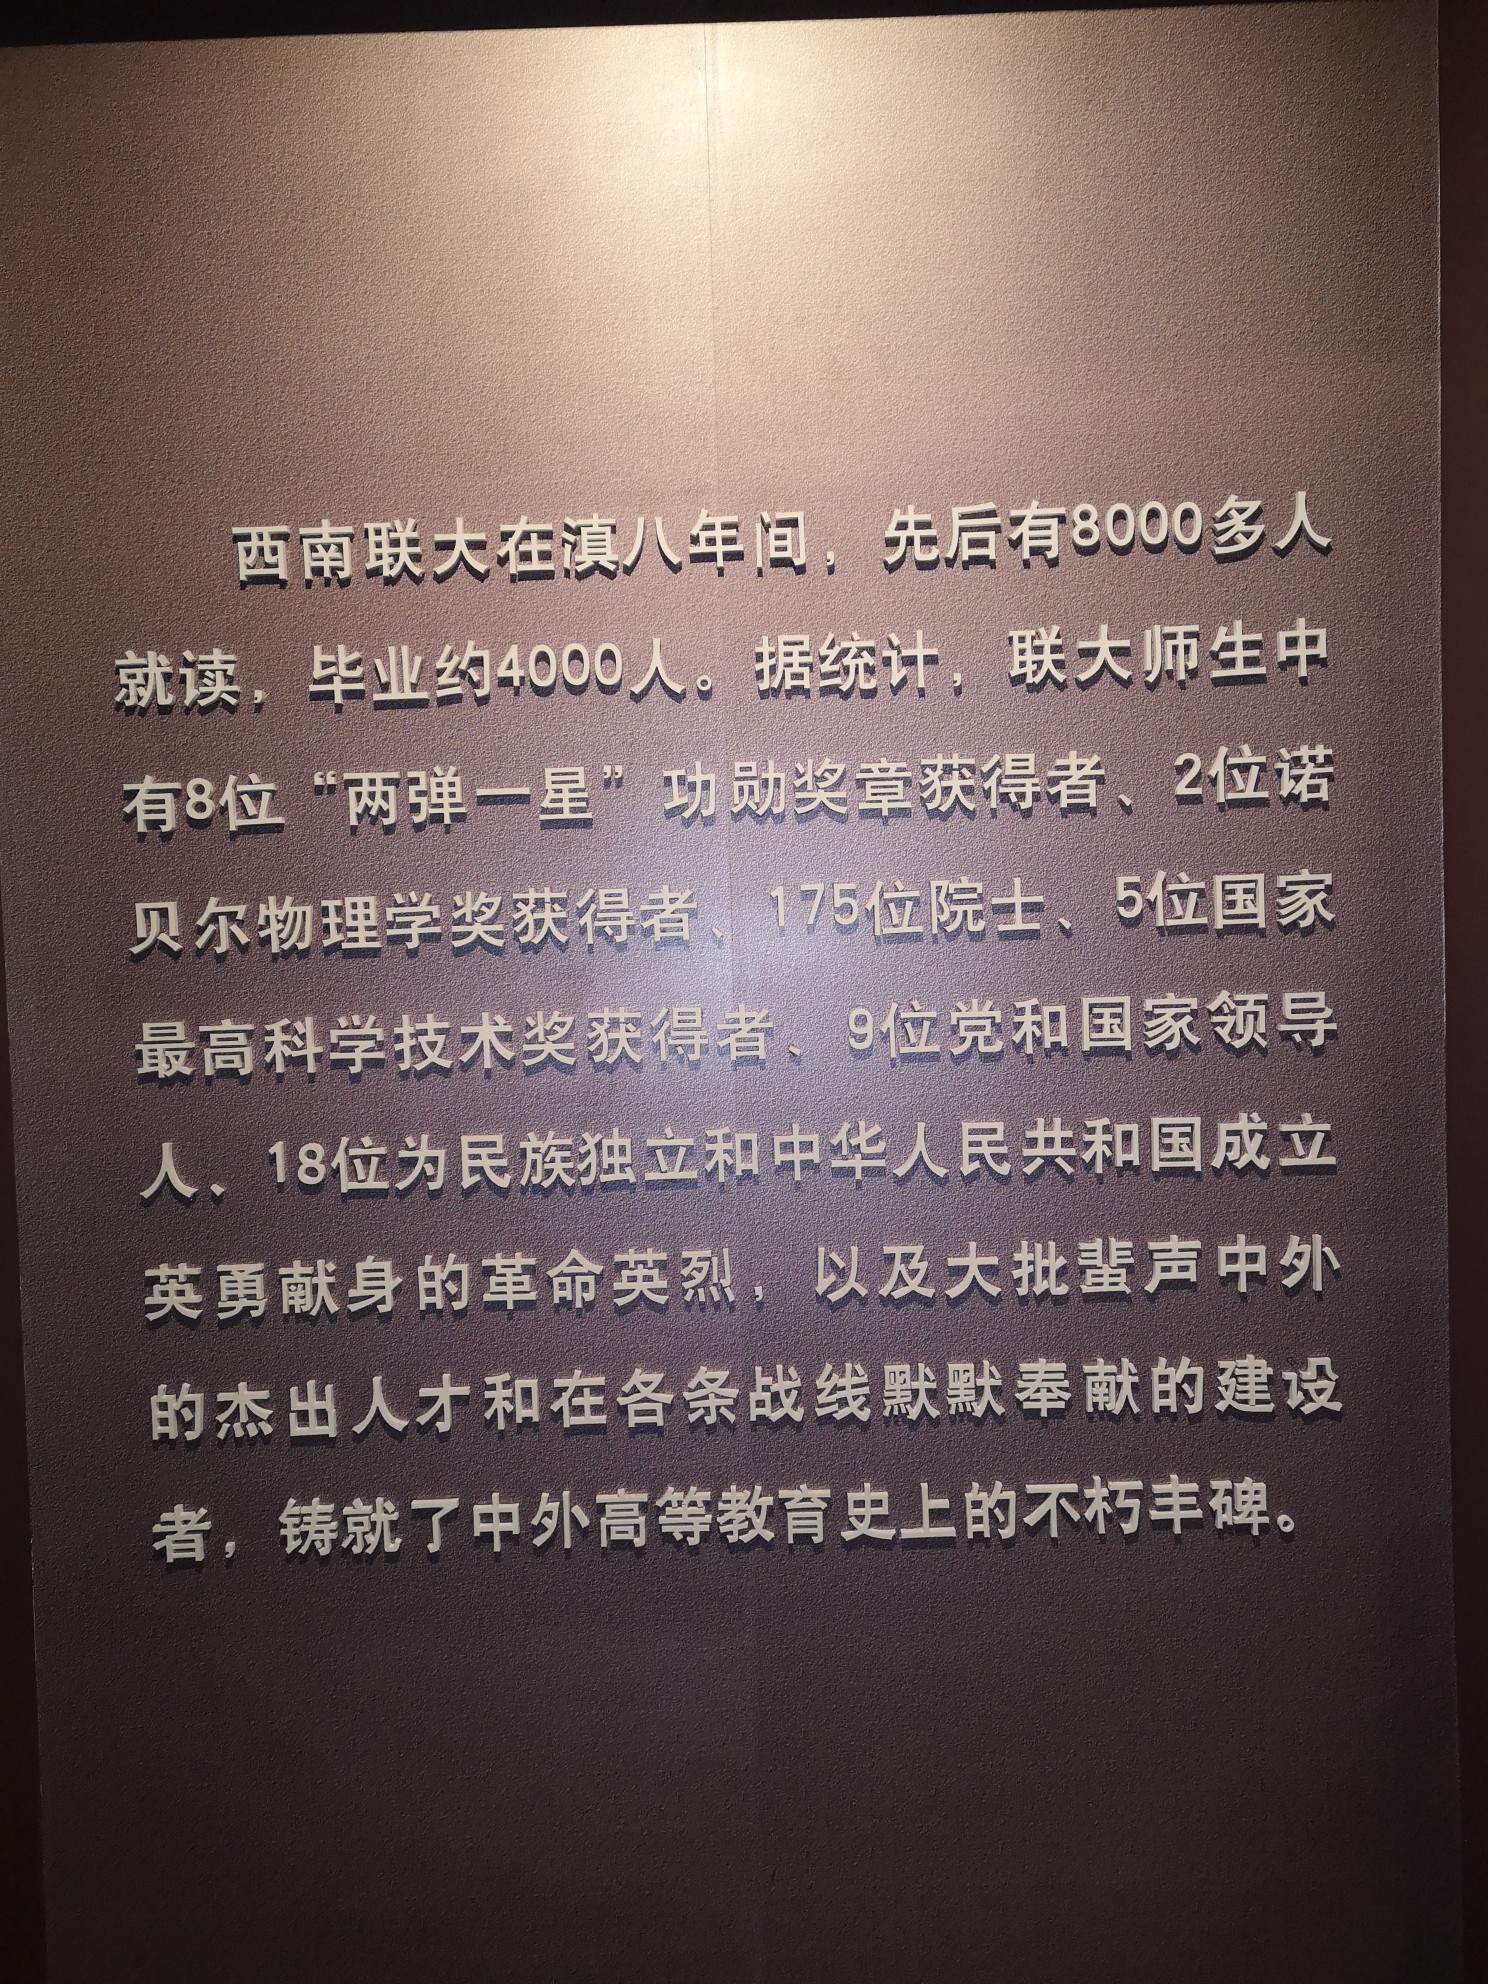 西南联大在滇八年间，先后有8000多人
就读，毕业约4000人。据统计，联大师生中
有8位“两弹一星”功勋奖章获得者、2位诺
贝尔物理学奖获得者、175位院士、5位国家
最高科学技术奖获得者、9位党和国家领导
人、18位为民族独立和中华人民共和国成立
英勇献身的革命英烈，以及大批蜚声中外
的杰出人才和在各条战线默默奉献的建设
者，铸就了中外高等教育史上的不朽丰碑。